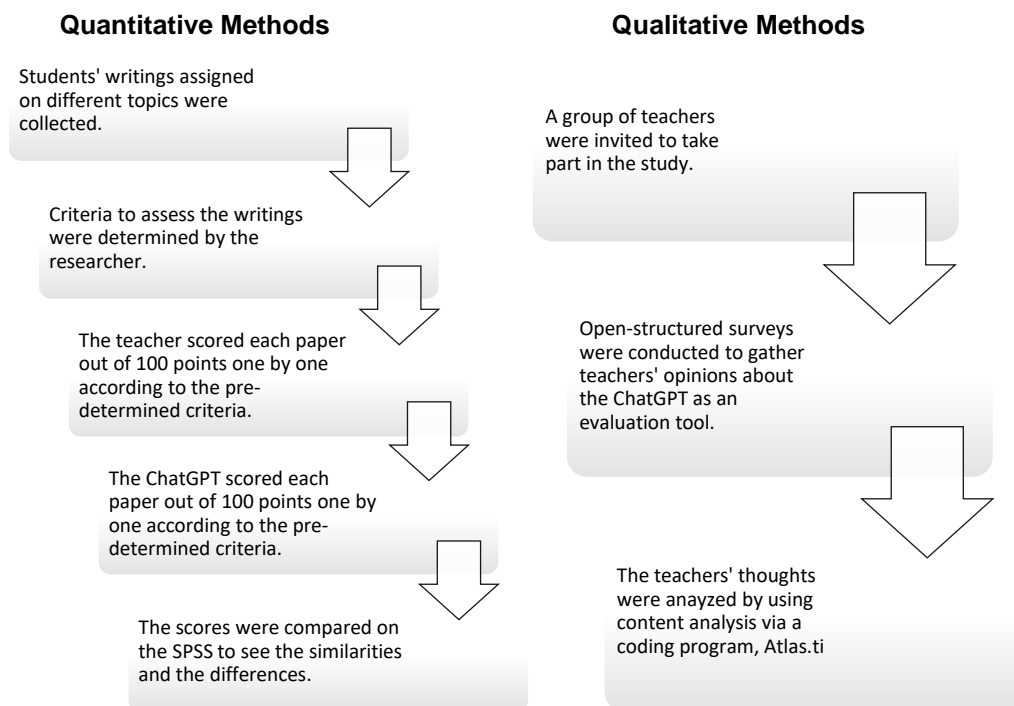 Quantitative Methods
Students' writings assigned
on different topics were
collected.
Criteria to assess the writings
were determined by the
researcher.
The teacher scored each paper
out of 100 points one by one
according to the pre-
determined criteria.
The ChatGPT scored each
paper out of 100 points one by
one according to the pre-
determined criteria.
The scores were compared on
the SPSS to see the similarities
and the differences.
Qualitative Methods
A group of teachers
were invited to take
part in the study.
Open-structured surveys
were conducted to gather
teachers' opinions about
the ChatGPT as an
evaluation tool.
The teachers' thoughts
were anayzed by using
content analysis via a
coding program, Atlas.ti